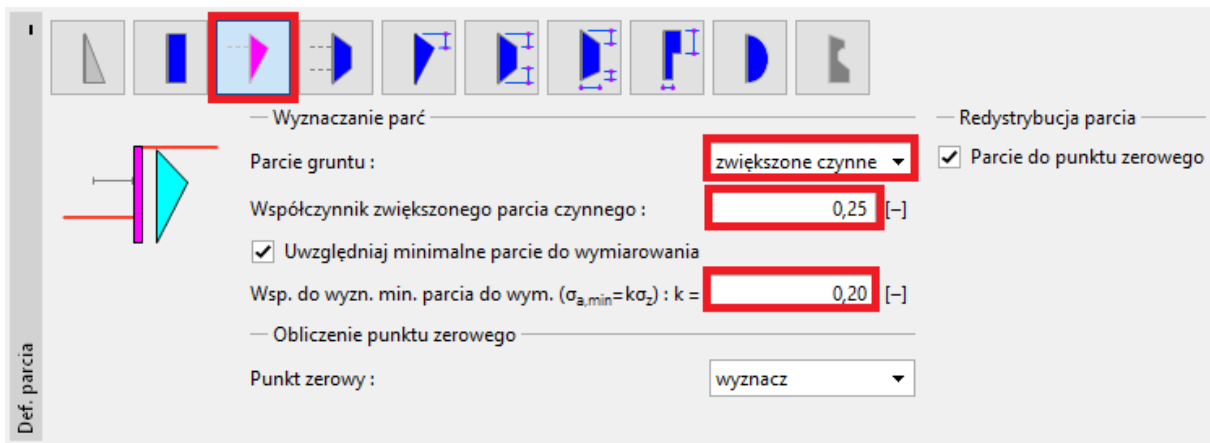 Wyznaczanie parć
Redystrybucja parcia
Parcie gruntu :
zwiększone czynne
Parcie do punktu zerowego
Współczynnik zwiększonego parcia czynnego :
0,25 [−]
Uwzględniaj minimalne parcie do wymiarowania
Wsp. do wyzn. min. parcia do wym. (σa,min=kσz) : k =
0,20 [−]
Obliczenie punktu zerowego
Punkt zerowy :
wyznacz
Def. parcia